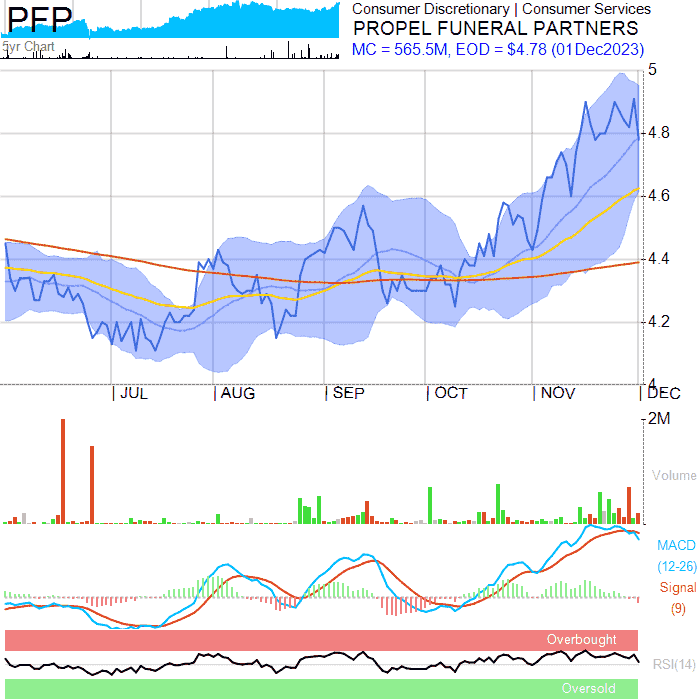 PFP
5yr Chart
Consumer Discretionary | Consumer Services
PROPEL FUNERAL PARTNERS
MC = 565.5M, EOD = $4.78 (01Dec2023)
5
4.8
4.6
4.4
4.2
4
JUL AUG SEP OCT NOV DEC
2M
Volume
MACD
(12-26)
Signal
(9)
Overbought
RSI(14)
Oversold